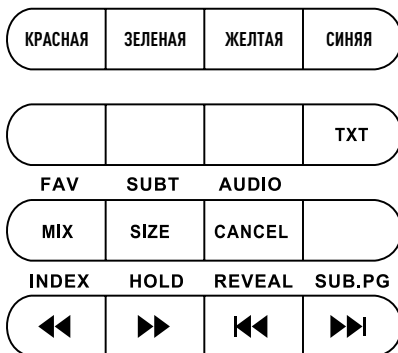 КРАСНАЯ ЗЕЛЕНАЯ ЖЕЛТАЯ СИНЯЯ
TXT
FAV SUBT AUDIO
MIX SIZE CANCEL
INDEX HOLD REVEAL SUB.PG